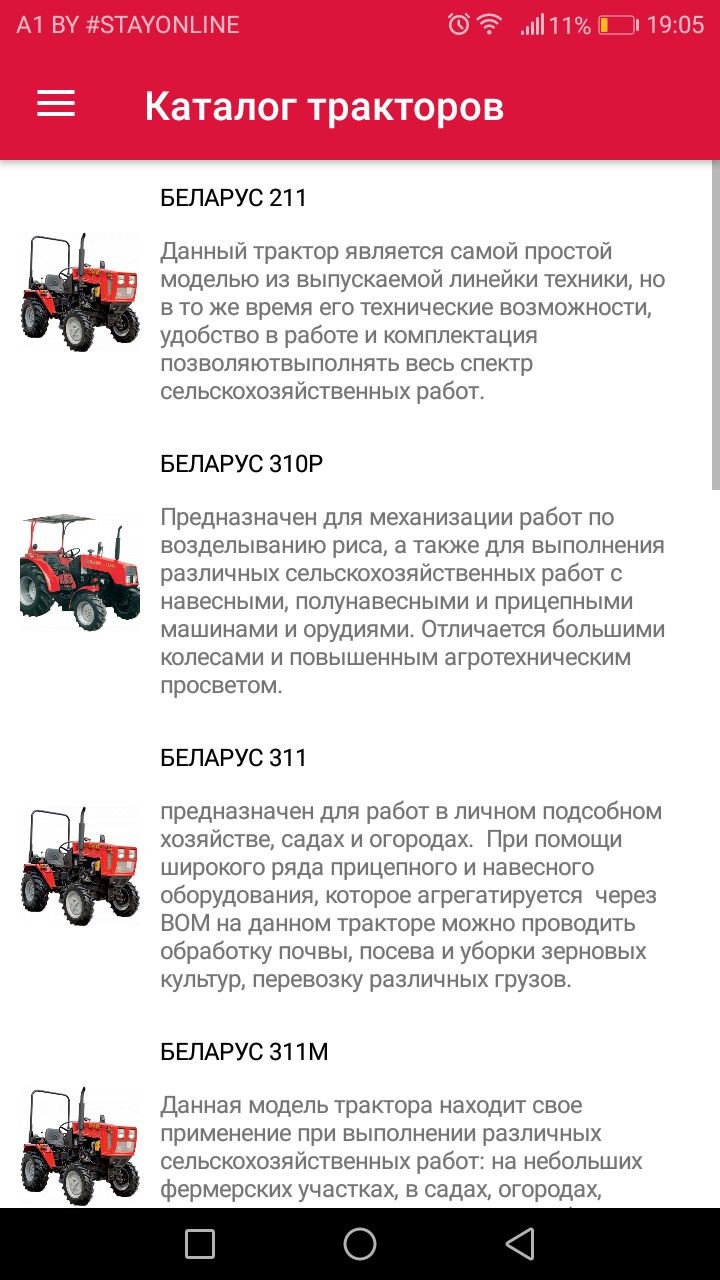 A1 BY #STAYONLINE 11% 19:05
Каталог тракторов
БЕЛАРУС 211
Данный трактор является самой простой
моделью из выпускаемой линейки техники, но
в то же время его технические возможности,
удобство в работе и комплектация
позволяютвыполнять весь спектр
сельскохозяйственных работ.
БЕЛАРУС 310Р
Предназначен для механизации работ по
возделыванию риса, а также для выполнения
различных сельскохозяйственных работ с
навесными, полунавесными и прицепными
машинами и орудиями. Отличается большими
колесами и повышенным агротехническим
просветом.
БЕЛАРУС 311
предназначен для работ в личном подсобном
хозяйстве, садах и огородах.  При помощи
широкого ряда прицепного и навесного
оборудования, которое агрегатируется  через
ВОМ на данном тракторе можно проводить
обработку почвы, посева и уборки зерновых
культур, перевозку различных грузов.
БЕЛАРУС 311М
Данная модель трактора находит свое
применение при выполнении различных
сельскохозяйственных работ: на небольших
фермерских участках, в садах, огородах,